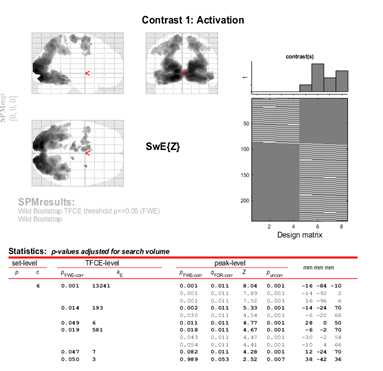 Contrast 1: Activation
contrast(s)
1
<
<
<
SPMmip
[0, 0, 0]
SwE{Z}
50
100
150
200
2 4 6 8
Design matrix
SPMresults:
Wild Bootstrap TFCE threshold p<=0.05 (FWE)
Wild Bootstrap
Statistics: p-values adjusted for search volume
set-level TFCE-level peak-level mm mm mm
p c pFWE-corr kE pFWE-corr qFDR-corr Z puncorr
6 0.001 13241 0.001 0.011 8.04 0.001 -16 -84 -10
0.001 0.011 7.69 0.001 -14 -92 2
0.001 0.011 7.52 0.001 16 -96 6
0.014 193 0.002 0.011 5.33 0.001 -14 -24 70
0.030 0.011 4.54 0.001 -6 -20 66
0.049 6 0.011 0.011 4.77 0.001 28 0 50
0.019 581 0.018 0.011 4.67 0.001 -6 -2 70
0.043 0.011 4.47 0.001 -30 -2 54
0.054 0.011 4.41 0.001 -10 4 66
0.047 7 0.082 0.011 4.28 0.001 12 -24 70
0.050 3 0.989 0.053 2.52 0.007 38 -42 36